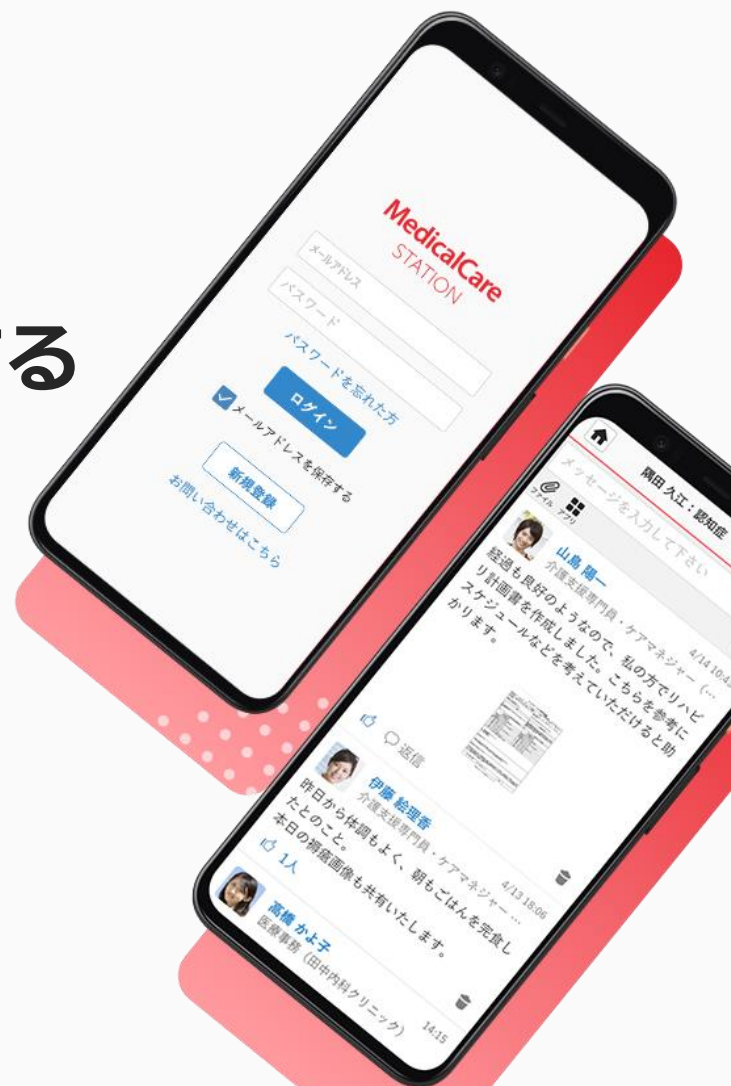 る
MedicalCare
STATION
メールアドレス
パスワード
パスワードを忘れた方
ログイン
メールアドレスを保存する
新規登録
お問い合わせはこちら
隅田 久江：認知症
メッセージを入力して下さい
ファイル アプリ
山島 陽一
介護支援専門員・ケアマネジャー（…
4/14 10:45
経過も良好のようなので、私の方でリハビ
リ計画書を作成しました。こちらを参考に
スケジュールなどを考えていただけると助
かります。
返信
伊藤 絵理香
介護支援専門員・ケアマネジャー…
4/13 18:06
昨日から体調もよく、朝もごはんを完食し
たとのこと。
本日の褥瘡画像も共有いたします。
1人
高橋 かよ子
医療事務（田中内科クリニック）
14:15